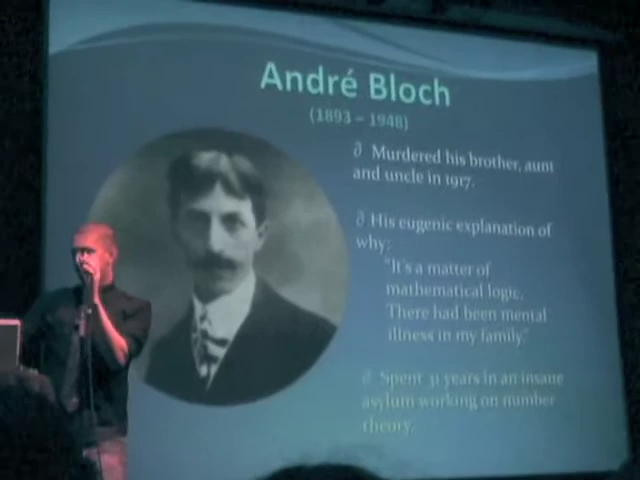 André Bloch
(1893 – 1948)
∂ Murdered his brother, aunt
and uncle in 1917.
∂ His eugenic explanation of
why:
"It's a matter of
mathematical logic.
There had been mental
illness in my family"
∂ Spent 31 years in an insane
asylum working on number
theory.